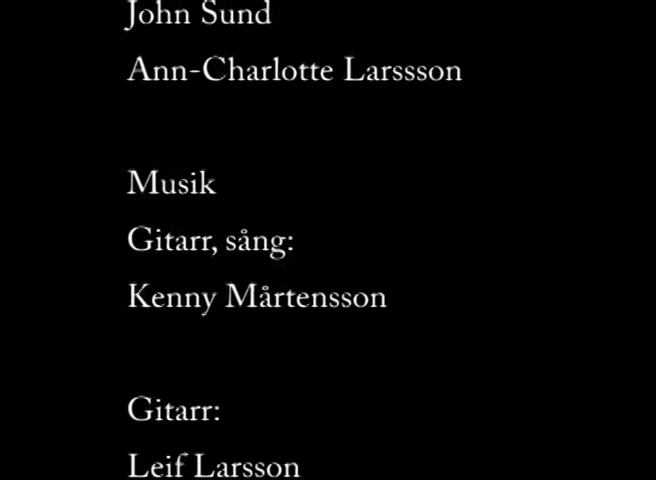 John Sund
Ann-Charlotte Larssson
Musik
Gitarr, sång:
Kenny Mårtensson
Gitarr:
Leif Larsson